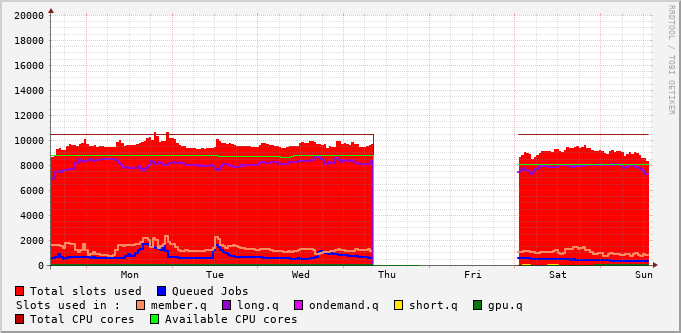 20000
18000
16000
14000
12000
10000
8000
6000
4000
2000
0
Mon Tue Wed Thu Fri Sat Sun
RRDTOOL / TOBI OETIKER
Total slots used Queued Jobs
Slots used in : member.q long.q ondemand.q short.q gpu.q
Total CPU cores Available CPU cores